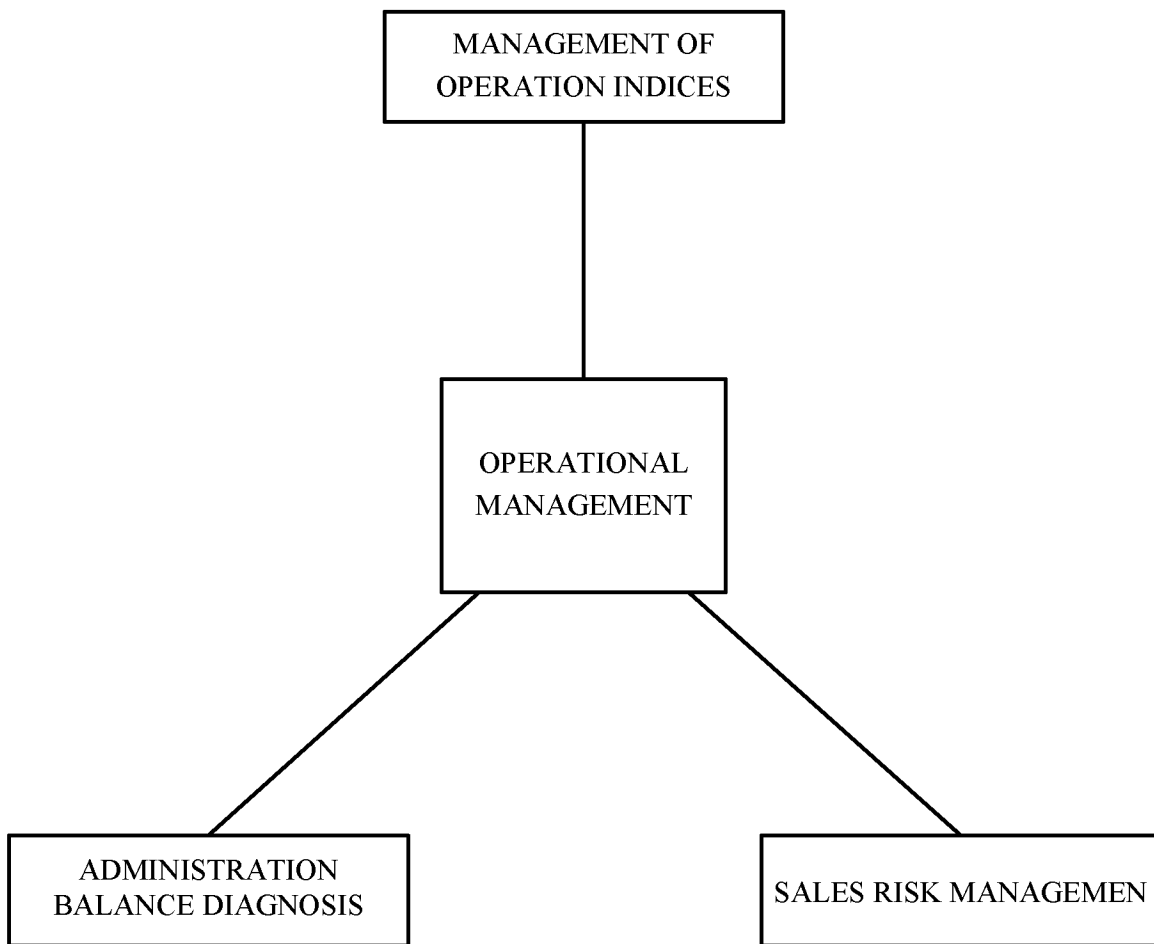 MANAGEMENT OF
OPERATION INDICES
OPERATIONAL
MANAGEMENT
ADMINISTRATION
BALANCE DIAGNOSIS
SALES RISK MANAGEMEN